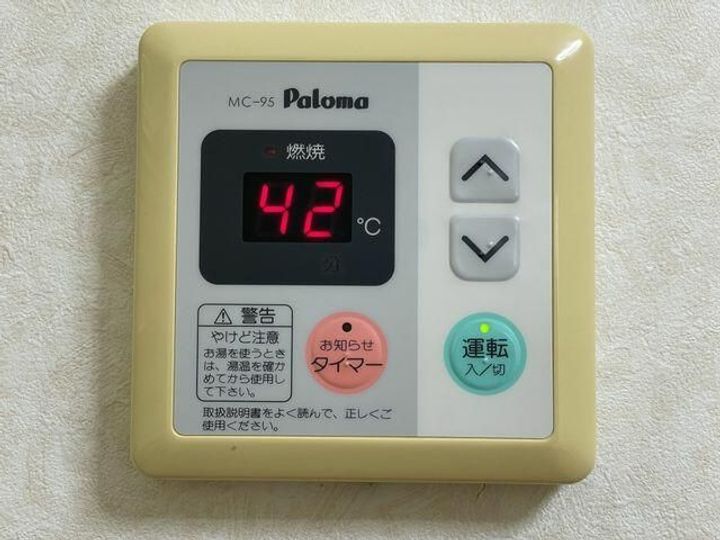 MC-95 Paloma
燃焼
42 ℃
分
警告
やけど注意
お湯を使うとき
は、湯温を確か
めてから使用し
て下さい。
お知らせ
タイマー
運転
入／切
取扱説明書をよく読んで、正しくご
使用ください。